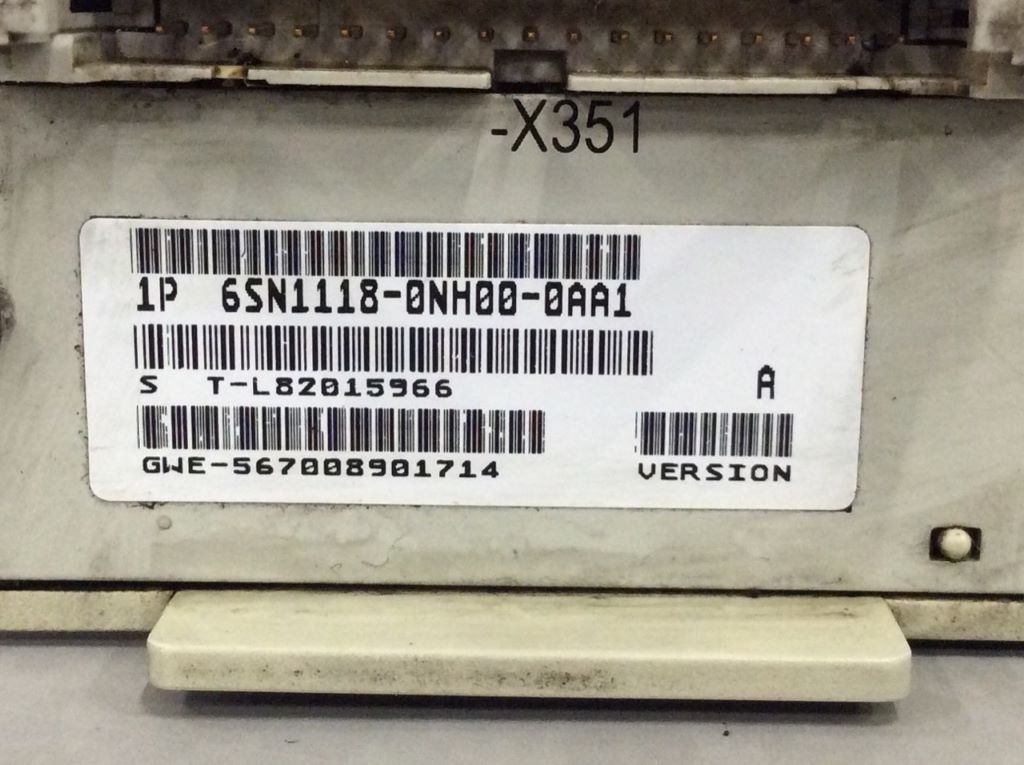 -X351
1P 6SN1118-0NH00-0AA1
S T-L82015966
A
GWE-567008901714
VERSION